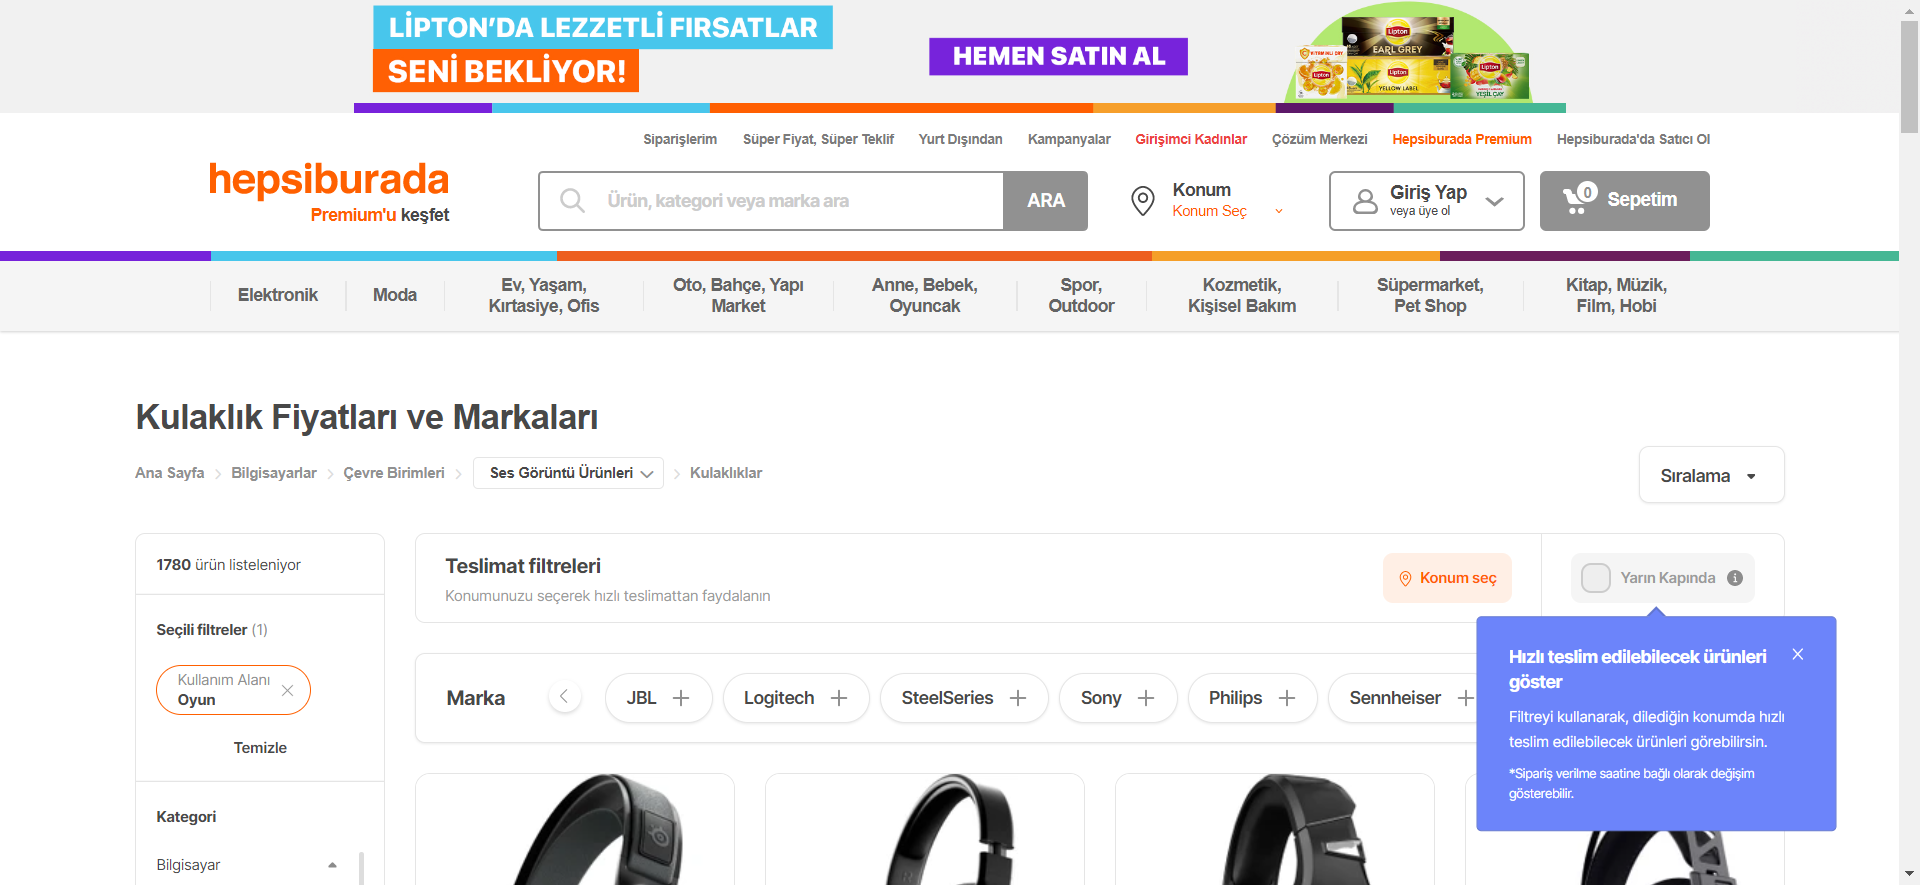 LİPTON'DA LEZZETLİ FIRSATLAR
SENİ BEKLİYOR!
HEMEN SATIN AL
Lipton
EARL GREY
Lipton
Lipton
YELLOW LABEL
Lipton
YEŞİL ÇAY
Siparişlerim
Süper Fiyat, Süper Teklif
Yurt Dışından
Kampanyalar
Girişimci Kadınlar
Çözüm Merkezi
Hepsiburada Premium
Hepsiburada'da Satıcı Ol
hepsiburada
Premium'u keşfet
Ürün, kategori veya marka ara
ARA
Konum
Konum Seç
Giriş Yap
veya üye ol
0
Sepetim
Elektronik
Moda
Ev, Yaşam,
Kırtasiye, Ofis
Oto, Bahçe, Yapı
Market
Anne, Bebek,
Oyuncak
Spor,
Outdoor
Kozmetik,
Kişisel Bakım
Süpermarket,
Pet Shop
Kitap, Müzik,
Film, Hobi
Kulaklık Fiyatları ve Markaları
Ana Sayfa
Bilgisayarlar
Çevre Birimleri
Ses Görüntü Ürünleri
Kulaklıklar
Sıralama
1780 ürün listeleniyor
Seçili filtreler (1)
Kullanım Alanı
Oyun
Temizle
Kategori
Bilgisayar
Teslimat filtreleri
Konumunuzu seçerek hızlı teslimattan faydalanın
Konum seç
Yarın Kapında
Marka
JBL
Logitech
SteelSeries
Sony
Philips
Sennheiser
Hızlı teslim edilebilecek ürünleri
göster
Filtreyi kullanarak, dilediğin konumda hızlı
teslim edilebilecek ürünleri görebilirsin.
*Sipariş verilme saatine bağlı olarak değişim
gösterebilir.